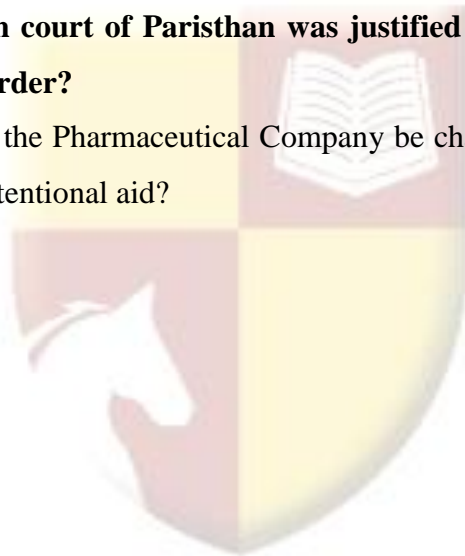 n court of Paristhan was justified
rder?
the Pharmaceutical Company be ch
tentional aid?